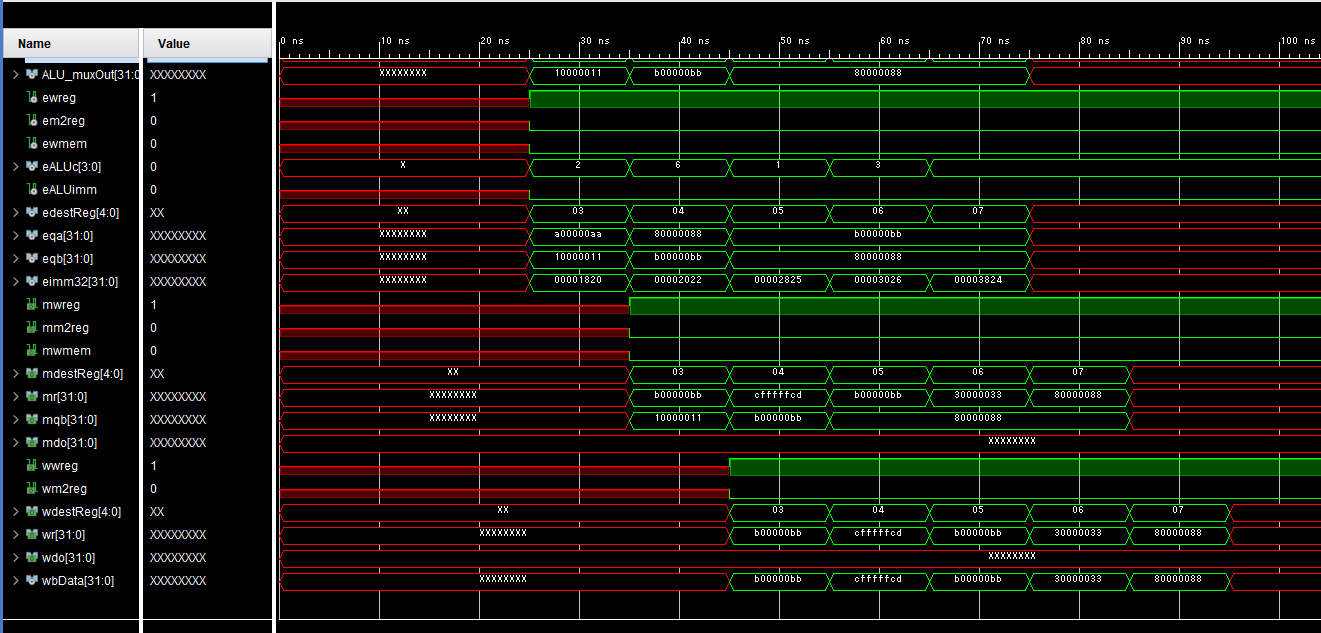 Name Value
0 ns 10 ns 20 ns 30 ns 40 ns 50 ns 60 ns 70 ns 80 ns 90 ns 100 ns
ALU_muxOut[31:0 XXXXXXXX XXXXXXXX 10000011 b00000bb 80000088
ewreg 1
em2reg 0
ewmem 0
eALUc[3:0] 0 X 2 6 1 3
eALUimm 0
edestReg[4:0] XX XX 03 04 05 06 07
eqa[31:0] XXXXXXXX XXXXXXXX a00000aa 80000088 b00000bb
eqb[31:0] XXXXXXXX XXXXXXXX 10000011 b00000bb 80000088
eimm32[31:0] XXXXXXXX XXXXXXXX 00001820 00002022 00002825 00003026 00003824
mwreg 1
mm2reg 0
mwmem 0
mdestReg[4:0] XX XX 03 04 05 06 07
mr[31:0] XXXXXXXX XXXXXXXX b00000bb cfffffcd b00000bb 30000033 80000088
mqb[31:0] XXXXXXXX XXXXXXXX 10000011 b00000bb 80000088
mdo[31:0] XXXXXXXX XXXXXXXX
wwreg 1
wm2reg 0
wdestReg[4:0] XX XX 03 04 05 06 07
wr[31:0] XXXXXXXX XXXXXXXX b00000bb cfffffcd b00000bb 30000033 80000088
wdo[31:0] XXXXXXXX XXXXXXXX
wbData[31:0] XXXXXXXX XXXXXXXX b00000bb cfffffcd b00000bb 30000033 80000088